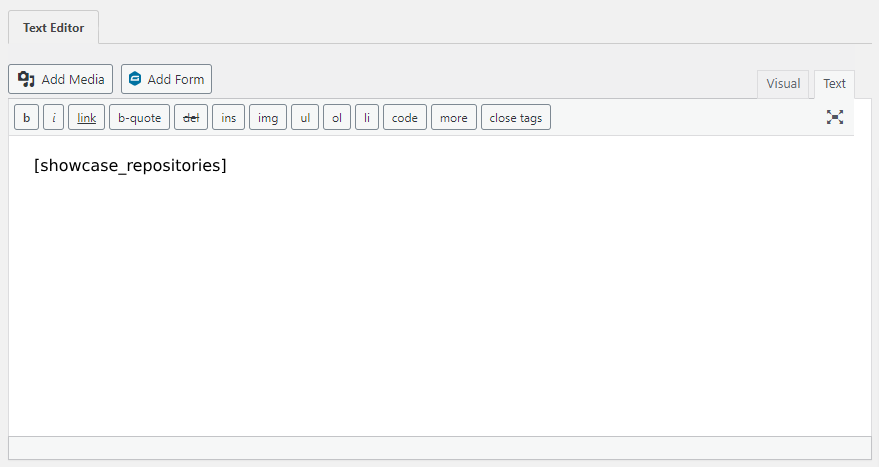 Text Editor
Add Media Add Form
Visual Text
b i link b-quote del ins img ul ol li code more close tags
[showcase_repositories]